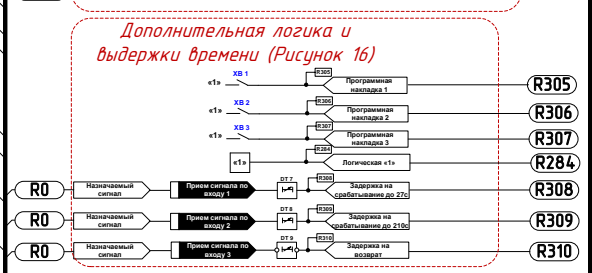 Дополнительная логика и
выдержки времени (Рисунок 16)
«1» XB 1 R305 Программная накладка 1 R305
«1» XB 2 R306 Программная накладка 2 R306
«1» XB 3 R307 Программная накладка 3 R307
«1» R284 Логическая «1» R284
R0 Назначаемый сигнал Прием сигнала по входу 1 DT 7 R308 Задержка на срабатывание до 27с R308
R0 Назначаемый сигнал Прием сигнала по входу 2 DT 8 R309 Задержка на срабатывание до 210с R309
R0 Назначаемый сигнал Прием сигнала по входу 3 DT 9 R310 Задержка на возврат R310